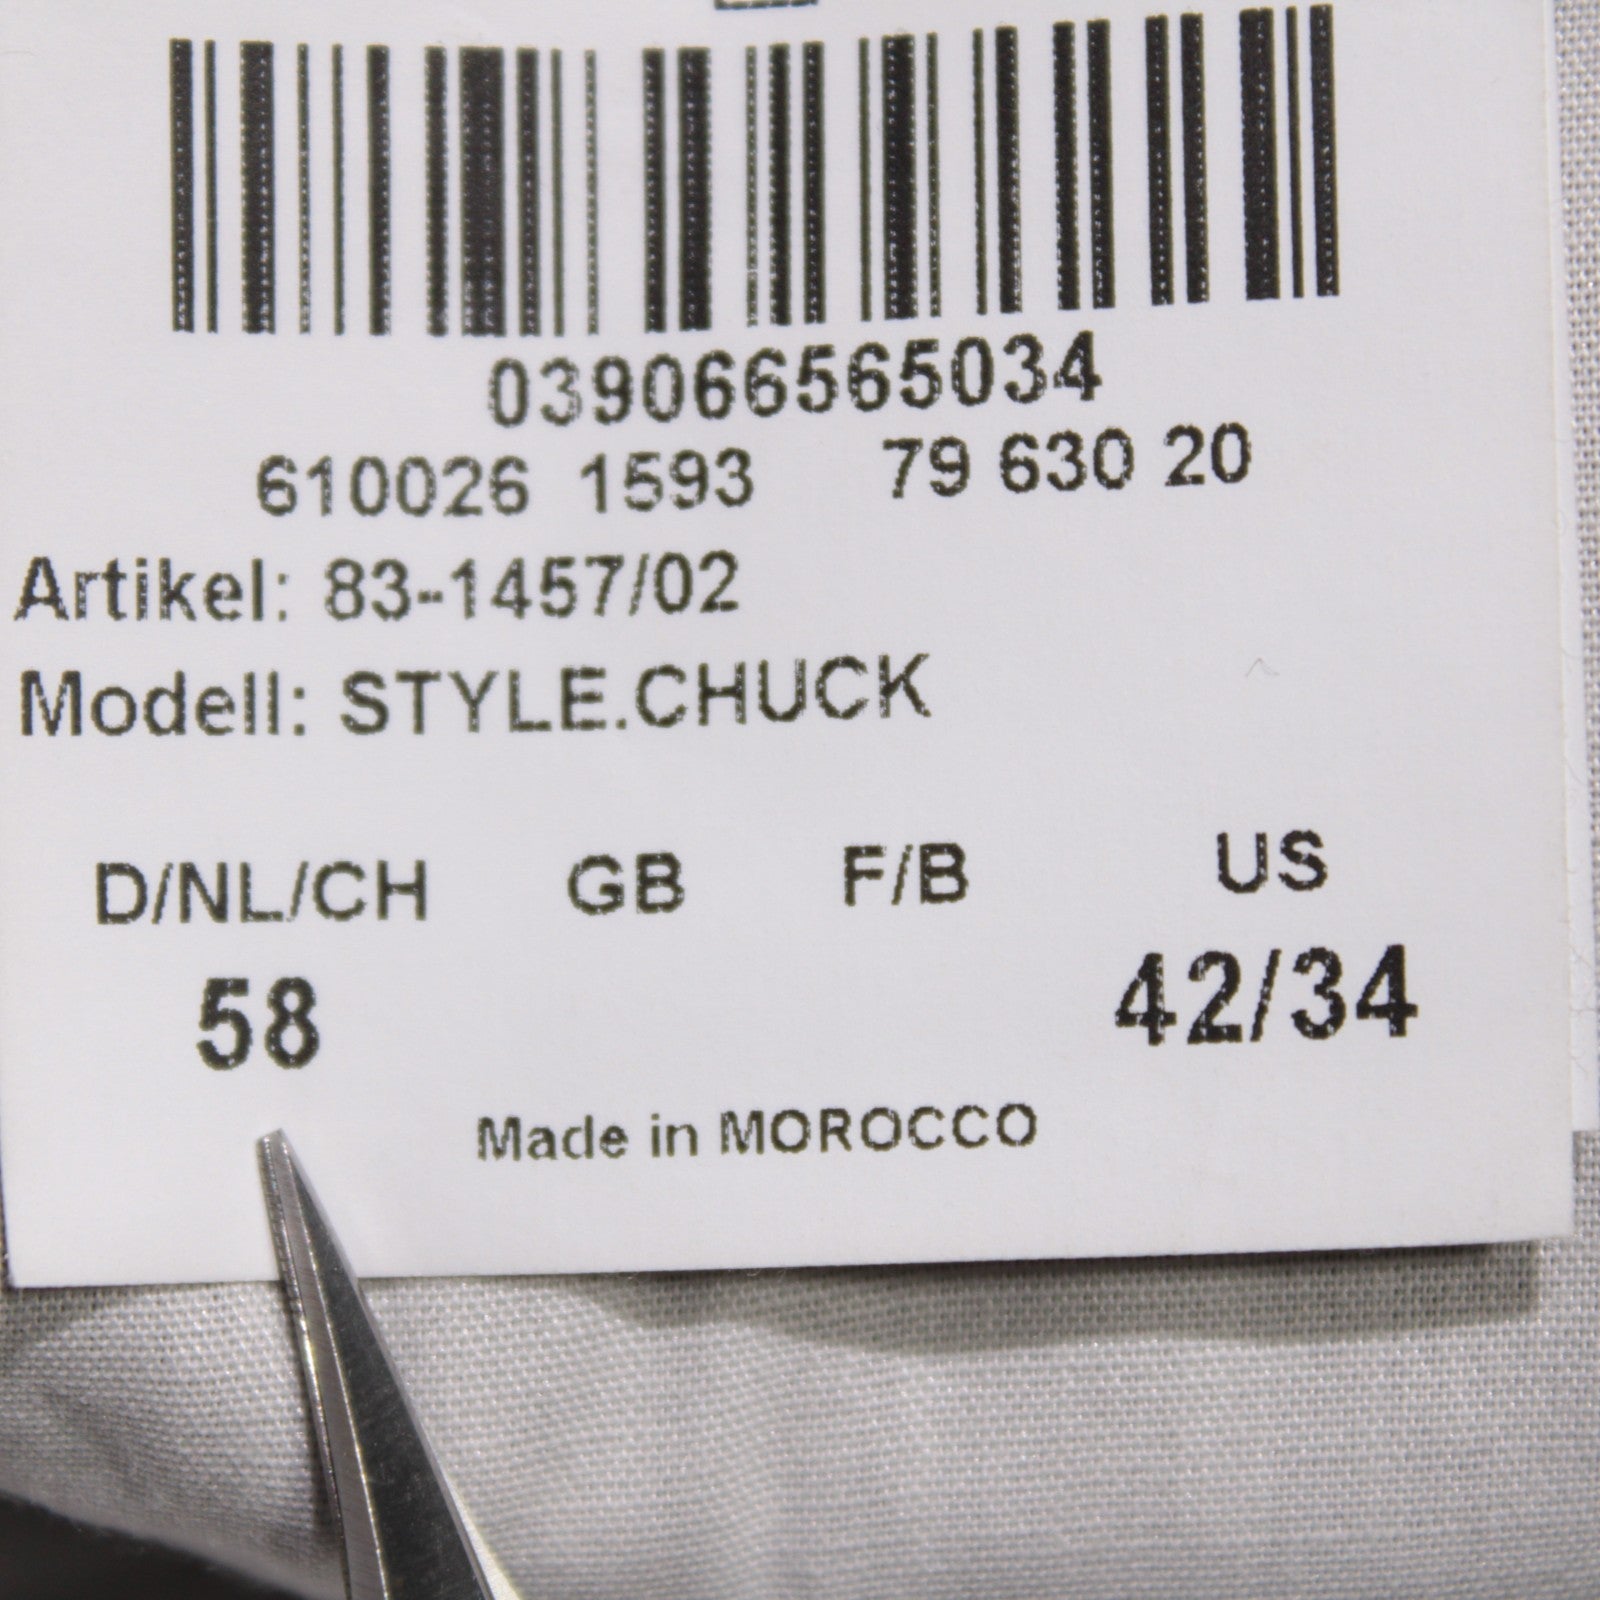 039066565034
610026 1593 79 630 20
Artikel: 83-1457/02
Modell: STYLE.CHUCK
D/NL/CH GB F/B US
58 42/34
Made in MOROCCO